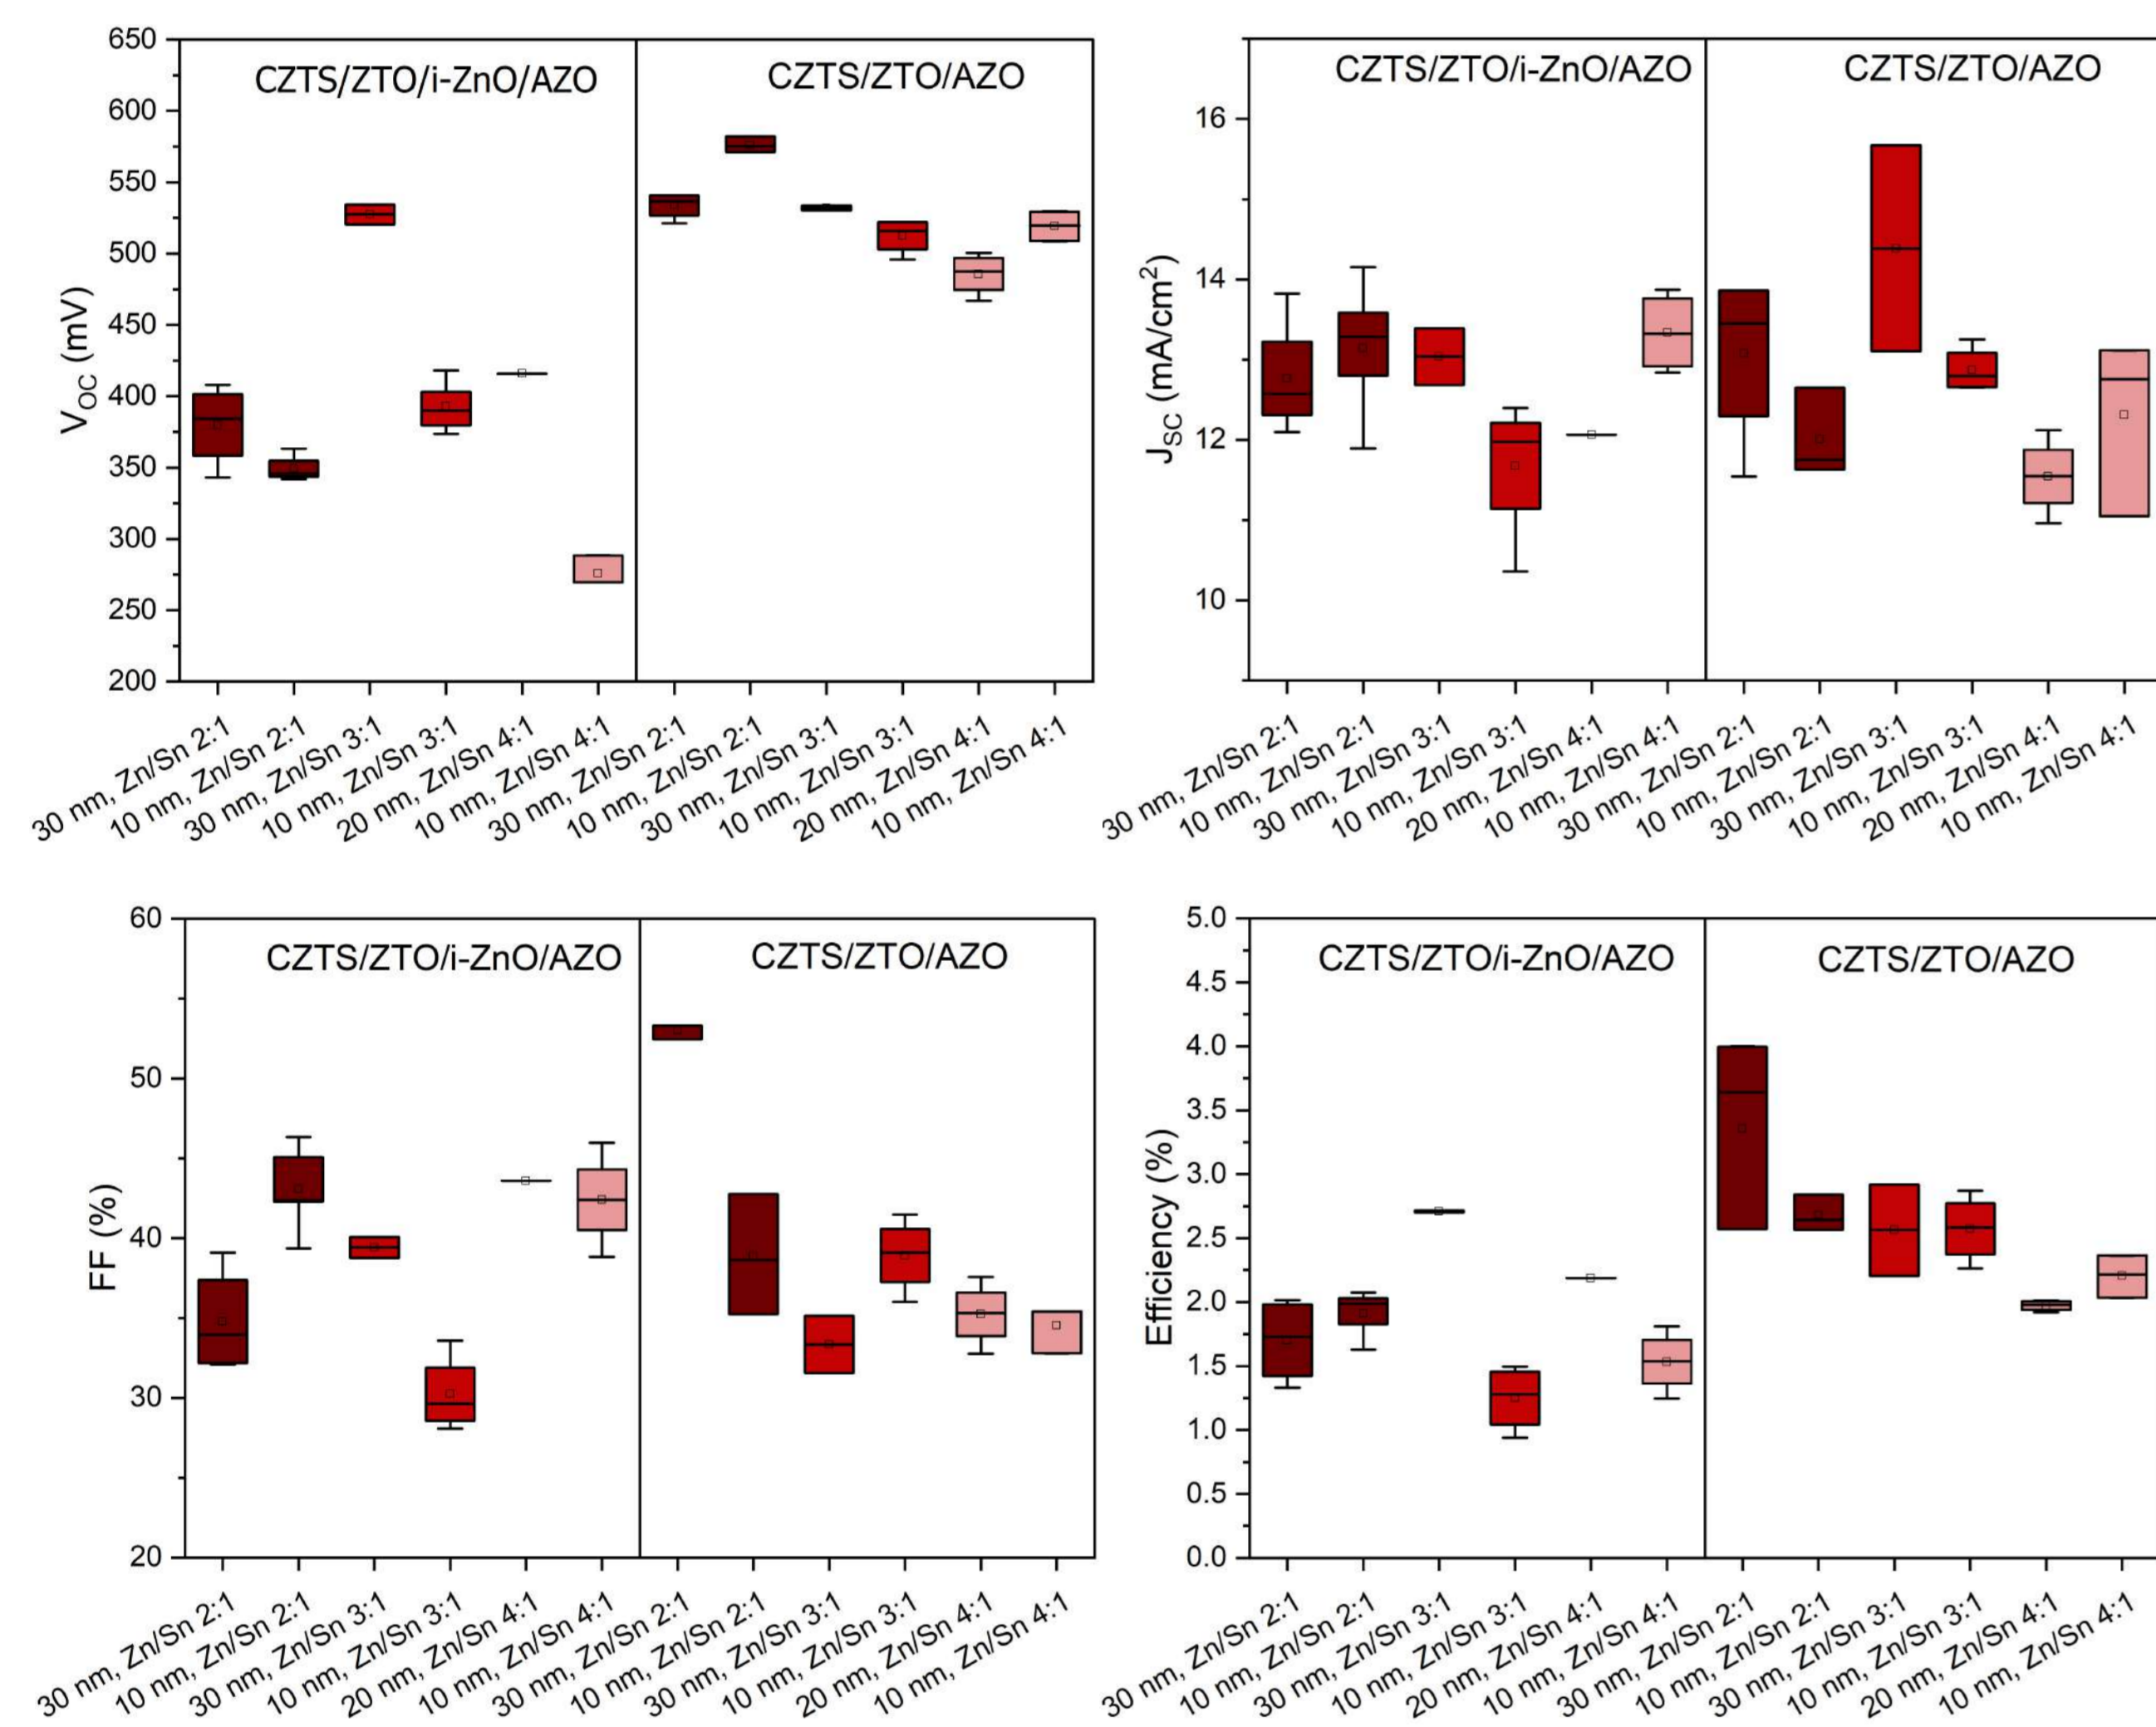 CZTS/ZTO/i-ZnO/AZO
CZTS/ZTO/AZO
V_OC (mV)
650
600
550
500
450
400
350
300
250
200
30 nm, Zn/Sn 2:1
10 nm, Zn/Sn 2:1
30 nm, Zn/Sn 3:1
10 nm, Zn/Sn 3:1
20 nm, Zn/Sn 4:1
10 nm, Zn/Sn 4:1
30 nm, Zn/Sn 2:1
10 nm, Zn/Sn 2:1
30 nm, Zn/Sn 3:1
10 nm, Zn/Sn 3:1
20 nm, Zn/Sn 4:1
10 nm, Zn/Sn 4:1
CZTS/ZTO/i-ZnO/AZO
CZTS/ZTO/AZO
J_SC (mA/cm²)
16
14
12
10
30 nm, Zn/Sn 2:1
10 nm, Zn/Sn 2:1
30 nm, Zn/Sn 3:1
10 nm, Zn/Sn 3:1
20 nm, Zn/Sn 4:1
10 nm, Zn/Sn 4:1
30 nm, Zn/Sn 2:1
10 nm, Zn/Sn 2:1
30 nm, Zn/Sn 3:1
10 nm, Zn/Sn 3:1
20 nm, Zn/Sn 4:1
10 nm, Zn/Sn 4:1
CZTS/ZTO/i-ZnO/AZO
CZTS/ZTO/AZO
FF (%)
60
50
40
30
20
30 nm, Zn/Sn 2:1
10 nm, Zn/Sn 2:1
30 nm, Zn/Sn 3:1
10 nm, Zn/Sn 3:1
20 nm, Zn/Sn 4:1
10 nm, Zn/Sn 4:1
30 nm, Zn/Sn 2:1
10 nm, Zn/Sn 2:1
30 nm, Zn/Sn 3:1
10 nm, Zn/Sn 3:1
20 nm, Zn/Sn 4:1
10 nm, Zn/Sn 4:1
CZTS/ZTO/i-ZnO/AZO
CZTS/ZTO/AZO
Efficiency (%)
5.0
4.5
4.0
3.5
3.0
2.5
2.0
1.5
1.0
0.5
0.0
30 nm, Zn/Sn 2:1
10 nm, Zn/Sn 2:1
30 nm, Zn/Sn 3:1
10 nm, Zn/Sn 3:1
20 nm, Zn/Sn 4:1
10 nm, Zn/Sn 4:1
30 nm, Zn/Sn 2:1
10 nm, Zn/Sn 2:1
30 nm, Zn/Sn 3:1
10 nm, Zn/Sn 3:1
20 nm, Zn/Sn 4:1
10 nm, Zn/Sn 4:1